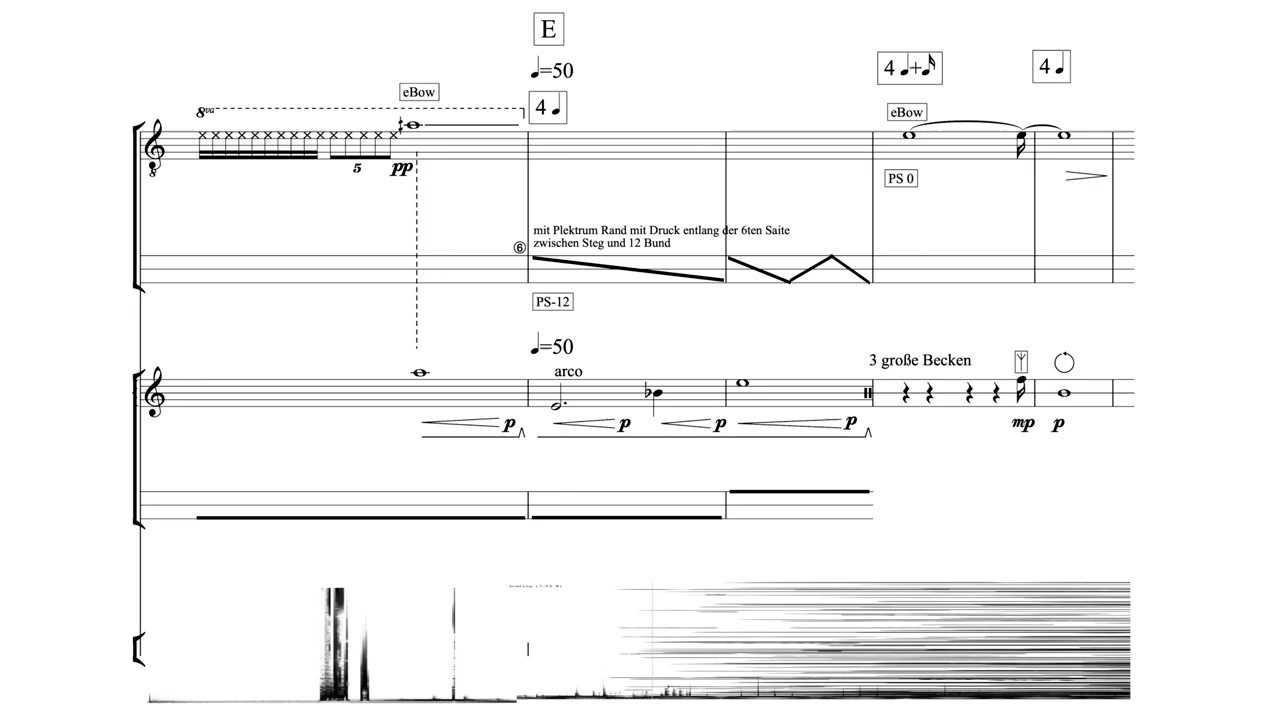 E
♩=50
4 ♩+𝅘𝅥𝅯
4 ♩
eBow
4 ♩
8va
eBow
8
5
pp
PS 0
mit Plektrum Rand mit Druck entlang der 6ten Saite
⑥ zwischen Steg und 12 Bund
PS-12
♩=50
3 große Becken
arco
p
p
p
p
mp
p